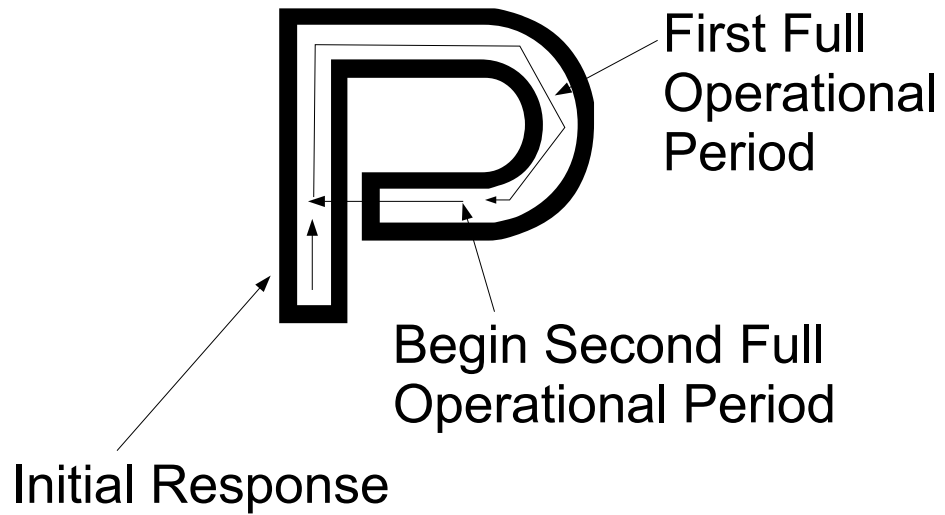 First Full
Operational
Period
Begin Second Full
Operational Period
Initial Response